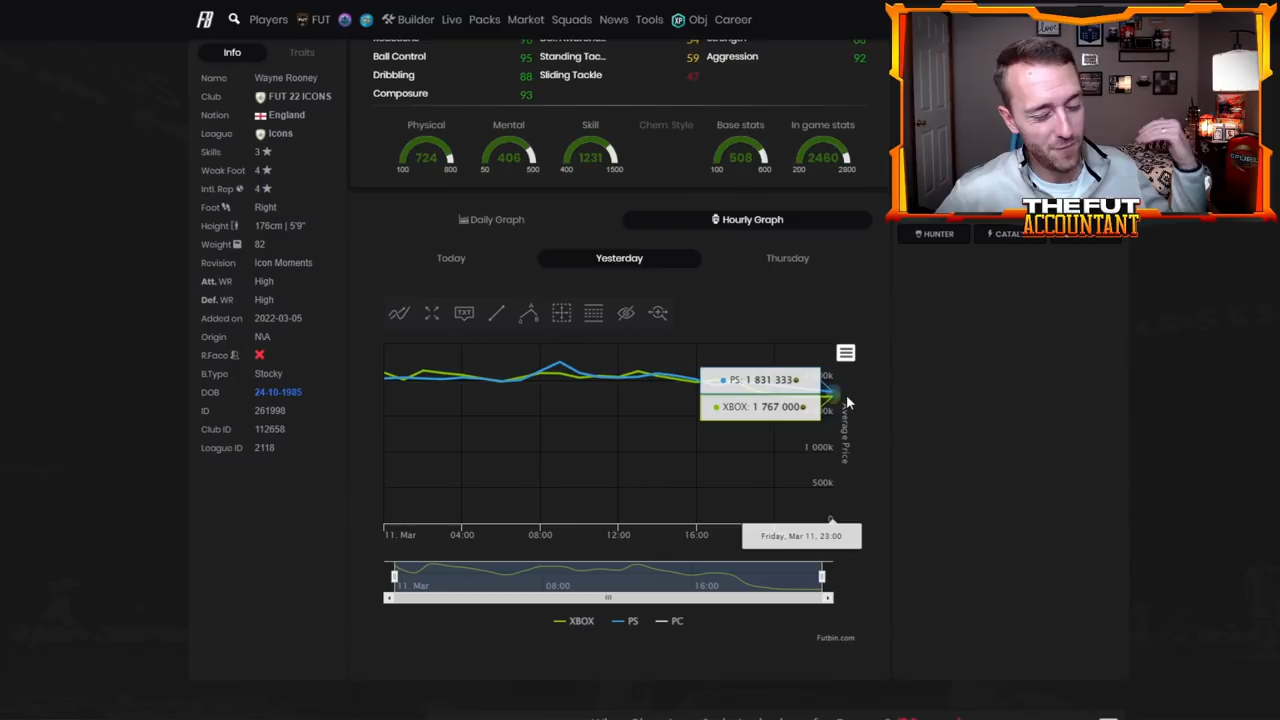 FB Players FUT Builder Live Packs Market Squads News Tools XP Obj Career
Info Traits
Name Wayne Rooney
Club FUT 22 ICONS
Nation England
League Icons
Skills 3
Weak Foot 4
Intl. Rep 4
Foot Right
Height 176cm | 5'9"
Weight 82
Revision Icon Moments
Att. WR High
Def. WR High
Added on 2022-03-05
Origin N\A
R.Face
B.Type Stocky
DOB 24-10-1985
ID 261998
Club ID 112658
League ID 2118
Ball Control 95 Standing Tac... 59 Aggression 92
Dribbling 88 Sliding Tackle 47
Composure 93
Physical Mental Skill Chem. Style Base stats In game stats
724 406 1231 508 2460
100 800 50 500 400 1500 100 600 100 2800
Daily Graph Hourly Graph
Today Yesterday Thursday
TXT
PS: 1 831 333
XBOX: 1 767 000
1 000k
500k
0
Average Price
11. Mar 04:00 08:00 12:00 16:00
Friday, Mar 11, 23:00
11. Mar 08:00 16:00
XBOX PS PC
Futbin.com
THE FUT
ACCOUNTANT
HUNTER CATAL